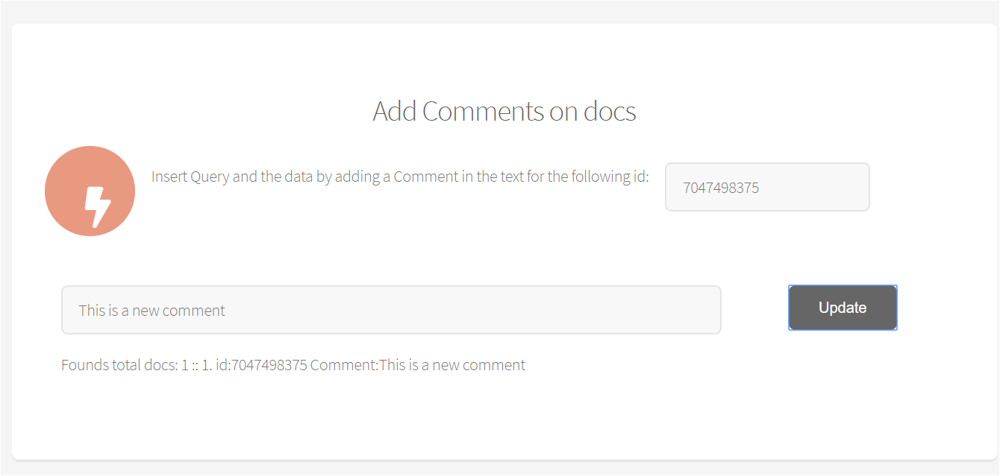 Add Comments on docs
Insert Query and the data by adding a Comment in the text for the following id:
7047498375
This is a new comment
Update
Founds total docs: 1 :: 1. id:7047498375 Comment:This is a new comment